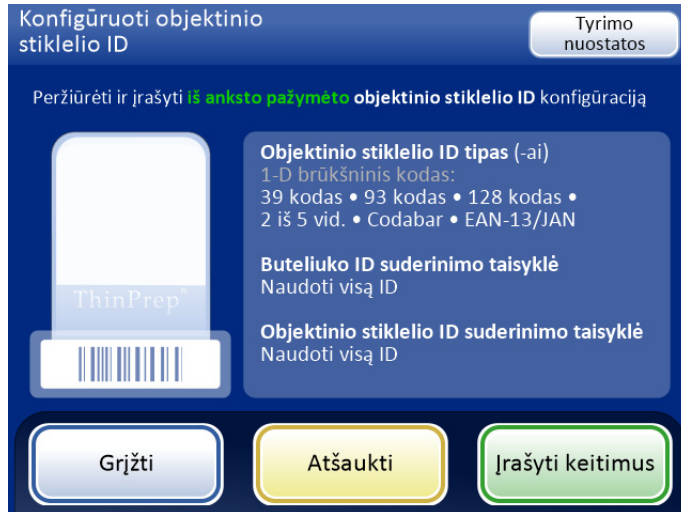 Konfigūruoti objektinio
stiklelio ID
Tyrimo
nuostatos
Peržiūrėti ir įrašyti iš anksto pažymėto objektinio stiklelio ID konfigūraciją
Objektinio stiklelio ID tipas (-ai)
1-D brūkšninis kodas:
39 kodas • 93 kodas • 128 kodas •
2 iš 5 vid. • Codabar • EAN-13/JAN
Buteliuko ID suderinimo taisyklė
Naudoti visą ID
Objektinio stiklelio ID suderinimo taisyklė
Naudoti visą ID
ThinPrep®
Grįžti
Atšaukti
Įrašyti keitimus